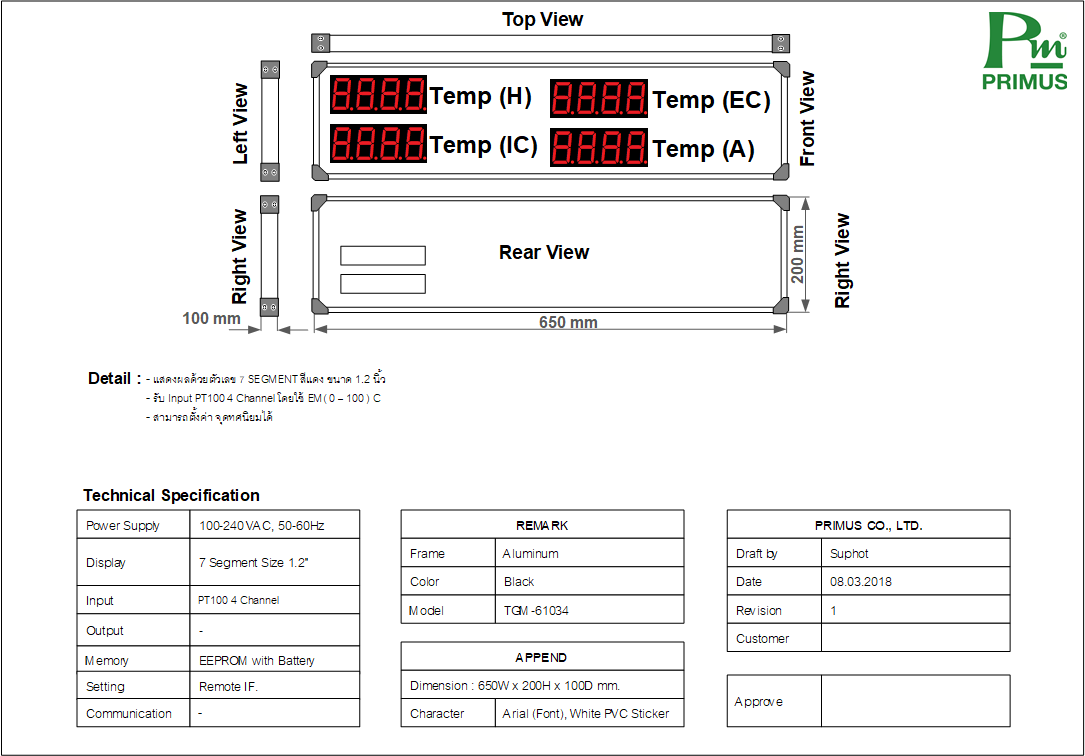 Top View
Pm®
PRIMUS
Left View
8.8.8.8. Temp (H)
8.8.8.8. Temp (EC)
8.8.8.8. Temp (IC)
8.8.8.8. Temp (A)
Front View
Right View
Rear View
200 mm
Right View
100 mm
650 mm
Detail : - แสดงผลด้วยตัวเลข 7 SEGMENT สีแดง ขนาด 1.2 นิ้ว
- รับ Input PT100 4 Channel โดยใช้ EM ( 0 – 100 ) C
- สามารถตั้งค่า จุดทศนิยมได้
Technical Specification
Power Supply 100-240 VAC, 50-60Hz
Display 7 Segment Size 1.2"
Input PT100 4 Channel
Output -
Memory EEPROM with Battery
Setting Remote IF.
Communication -
REMARK
Frame Aluminum
Color Black
Model TGM-61034
APPEND
Dimension : 650W x 200H x 100D mm.
Character Arial (Font), White PVC Sticker
PRIMUS CO., LTD.
Draft by Suphot
Date 08.03.2018
Revision 1
Customer
Approve